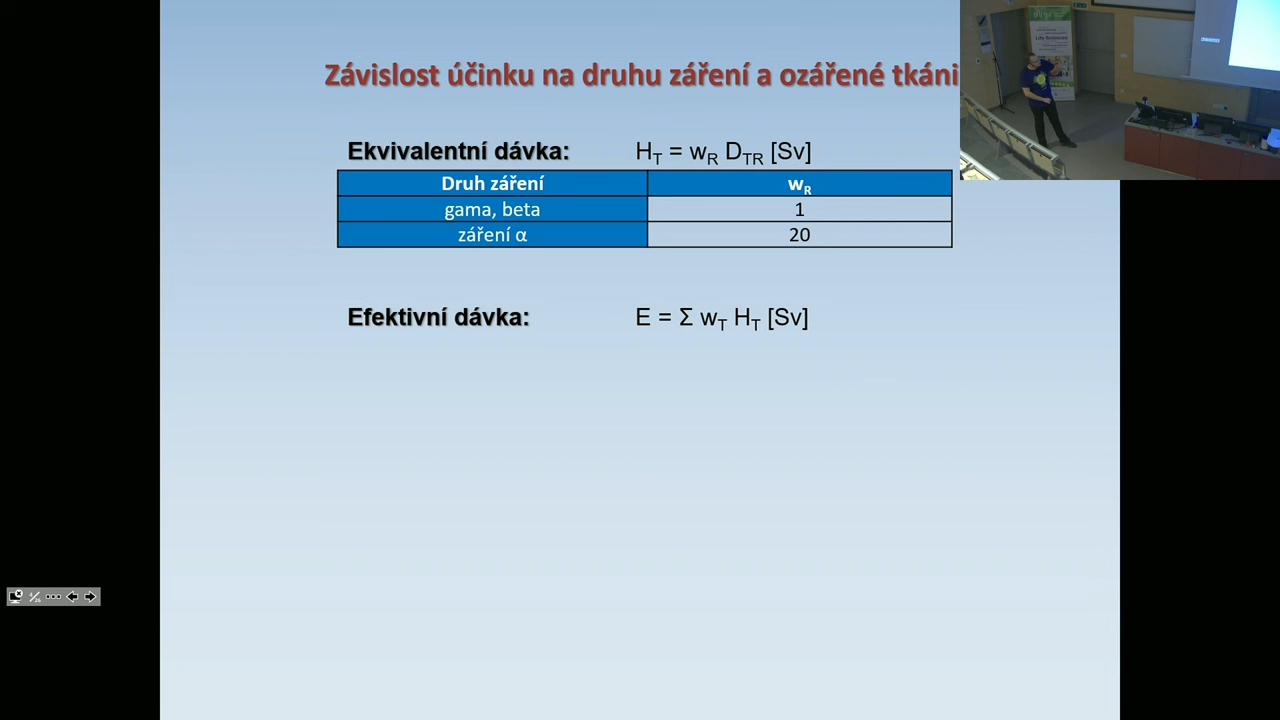 Závislost účinku na druhu záření a ozářené tkáni
Ekvivalentní dávka: H_T = w_R D_TR [Sv]
Druh záření w_R
gama, beta 1
záření α 20
Efektivní dávka: E = Σ w_T H_T [Sv]